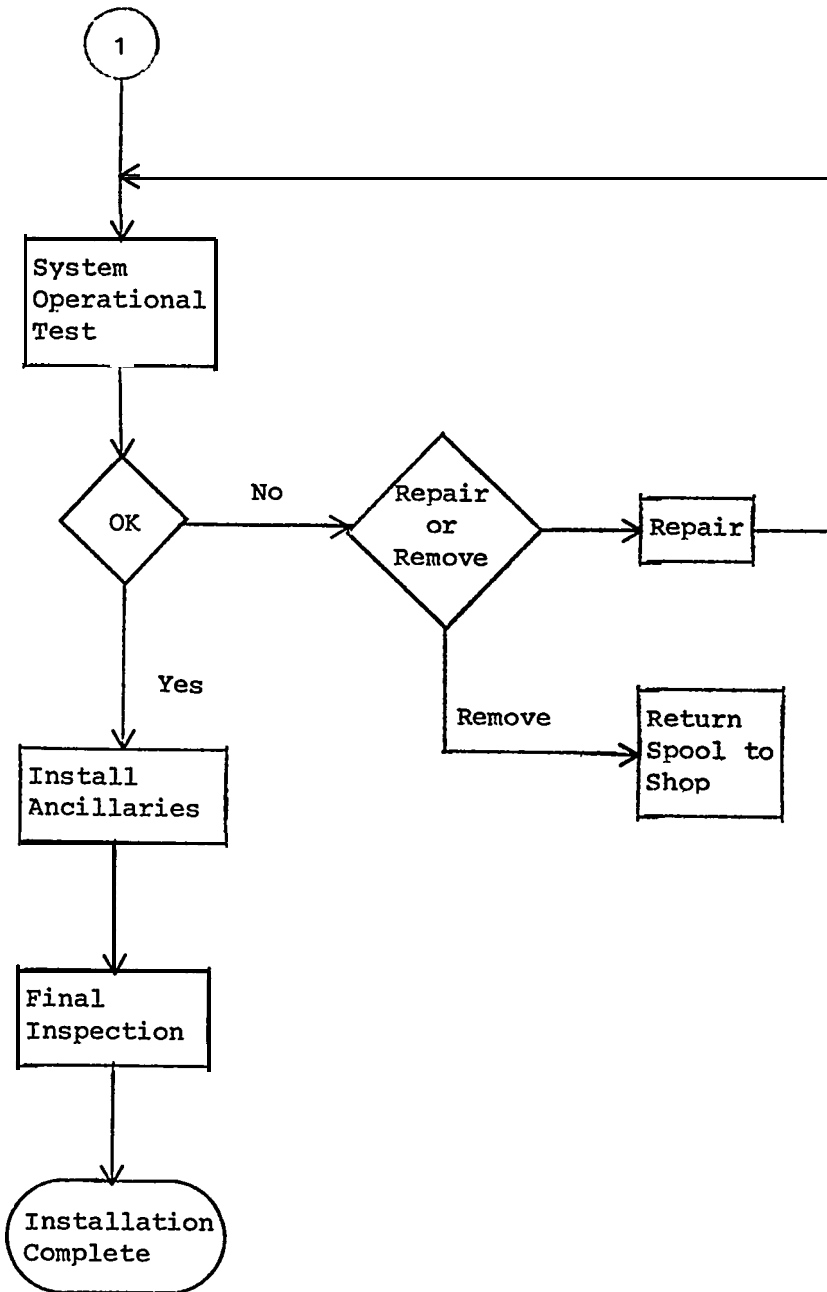 1
System
Operational
Test
OK
No
Repair
or
Remove
Repair
Yes
Remove
Return
Spool to
Shop
Install
Ancillaries
Final
Inspection
Installation
Complete